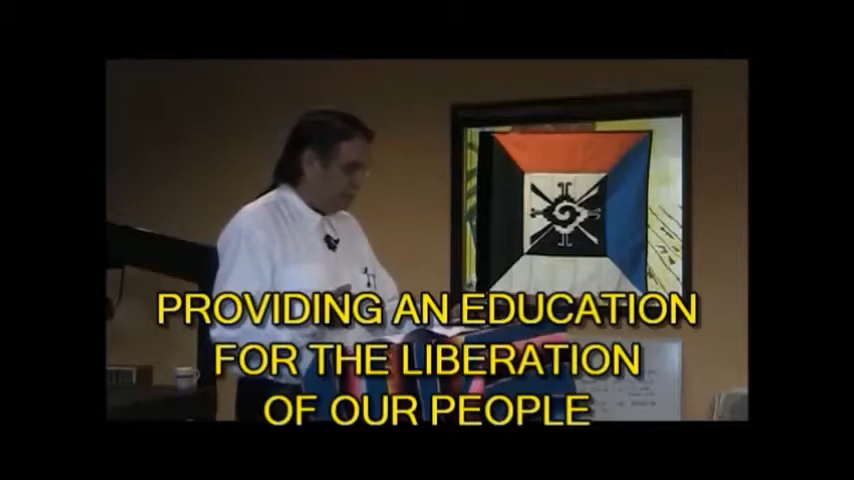 PROVIDING AN EDUCATION
FOR THE LIBERATION
OF OUR PEOPLE